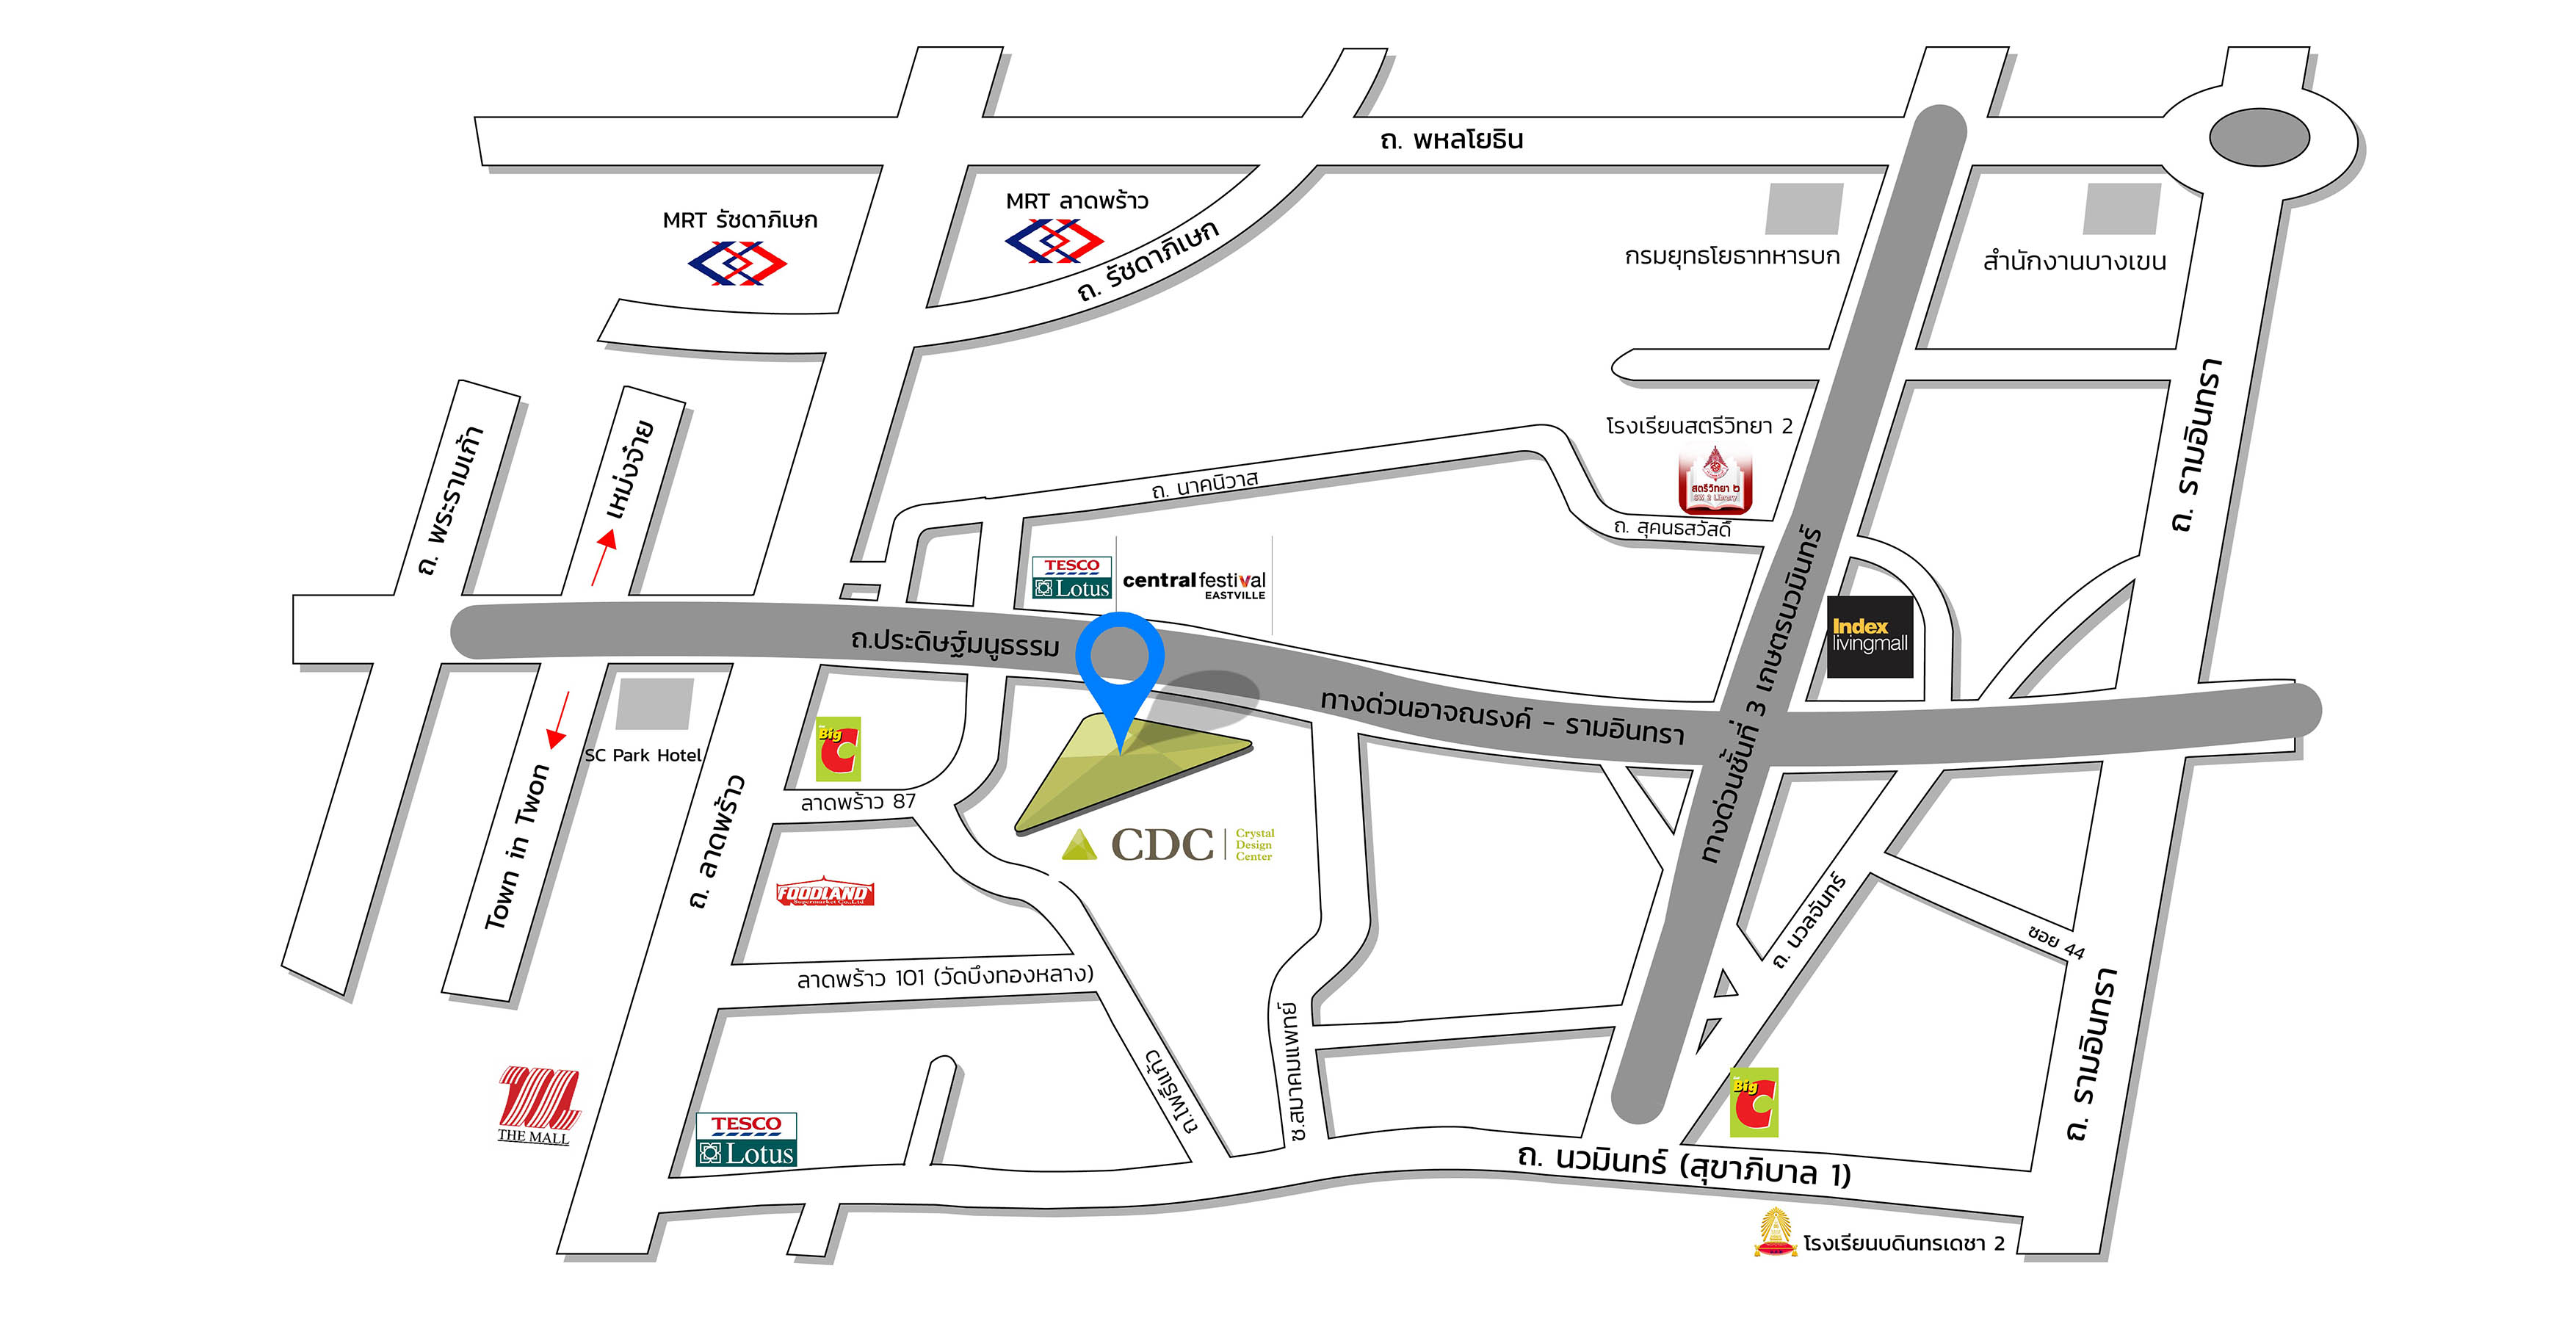 ถ. พหลโยธิน
MRT ลาดพร้าว
MRT รัชดาภิเษก
ถ. รัชดาภิเษก
กรมยุทธโยธาทหารบก
สำนักงานบางเขน
ถ. รามอินทรา
โรงเรียนสตรีวิทยา 2
สตรีวิทยา ๒
SW 2 Library
ถ. สุคนธสวัสดิ์
ถ. นาคนิวาส
ถ. พระรามเก้า
เหม่งจ๋าย
TESCO
Lotus
centralfestival
EASTVILLE
ทางด่วนชั้นที่ 3 เกษตรนวมินทร์
Index
livingmall
ถ.ประดิษฐ์มนูธรรม
ทางด่วนอาจณรงค์ - รามอินทรา
SC Park Hotel
Big
C
Town in Twon
ถ. ลาดพร้าว
ลาดพร้าว 87
CDC
Crystal
Design
Center
FOODLAND
Supermarket Co.,Ltd
ถ. นวลจันทร์
ซอย 44
ลาดพร้าว 101 (วัดบึงทองหลาง)
ถ.โพธิ์แก้ว
ซ.สมาคมแพทย์
ถ. รามอินทรา
THE MALL
TESCO
Lotus
Big
C
ถ. นวมินทร์ (สุขาภิบาล 1)
โรงเรียนบดินทรเดชา 2